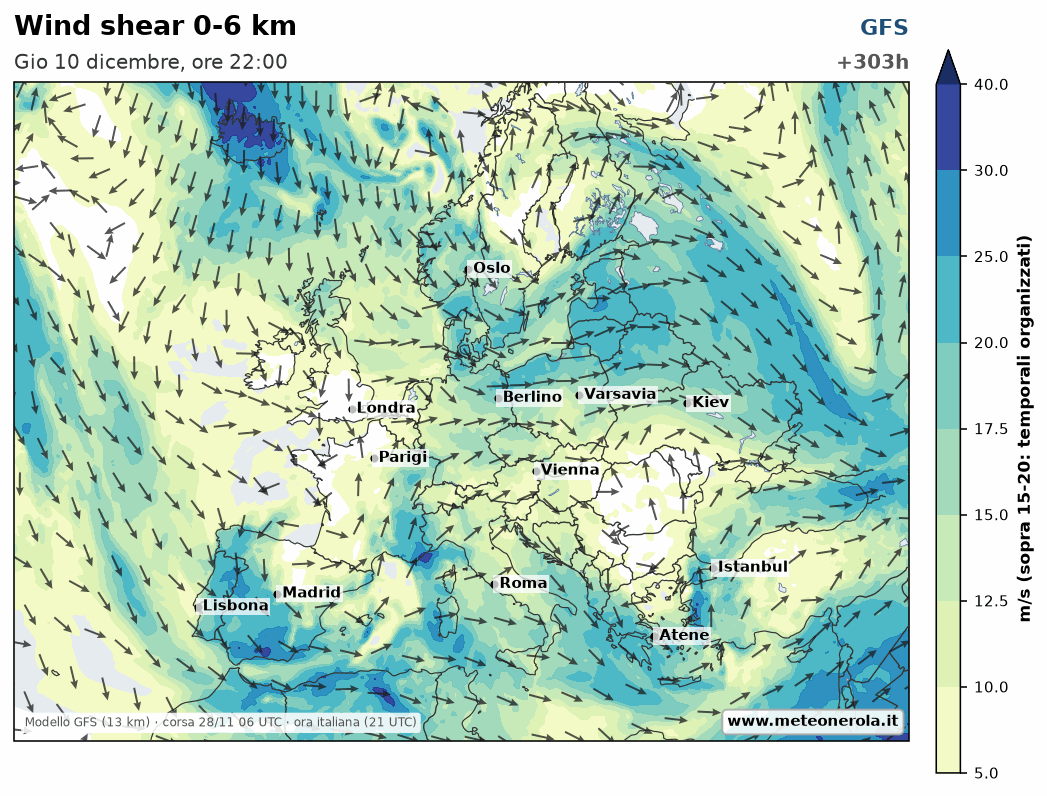 Wind shear 0-6 km
GFS
Gio 10 dicembre, ore 22:00
+303h
40.0
30.0
25.0
20.0
17.5
15.0
12.5
10.0
5.0
m/s (sopra 15-20: temporali organizzati)
Oslo
Berlino
Varsavia
Kiev
Londra
Parigi
Vienna
Istanbul
Roma
Madrid
Lisbona
Atene
Modello GFS (13 km) · corsa 28/11 06 UTC · ora italiana (21 UTC)
www.meteonerola.it